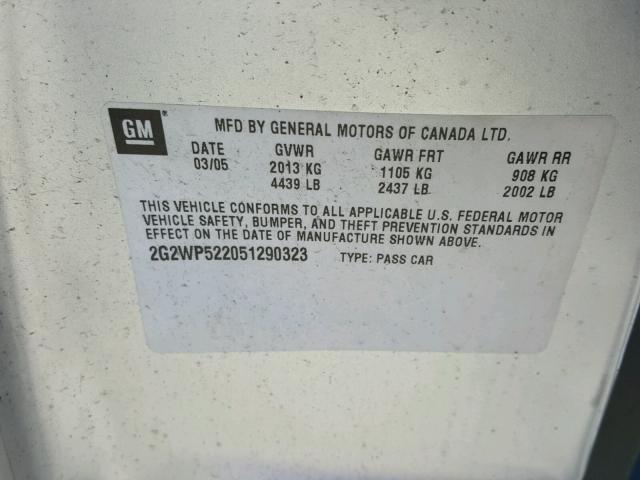 GM
MFD BY GENERAL MOTORS OF CANADA LTD.
DATE GVWR GAWR FRT GAWR RR
03/05 2013 KG 1105 KG 908 KG
4439 LB 2437 LB 2002 LB
THIS VEHICLE CONFORMS TO ALL APPLICABLE U.S. FEDERAL MOTOR
VEHICLE SAFETY, BUMPER, AND THEFT PREVENTION STANDARDS IN
EFFECT ON THE DATE OF MANUFACTURE SHOWN ABOVE.
2G2WP522051290323 TYPE: PASS CAR